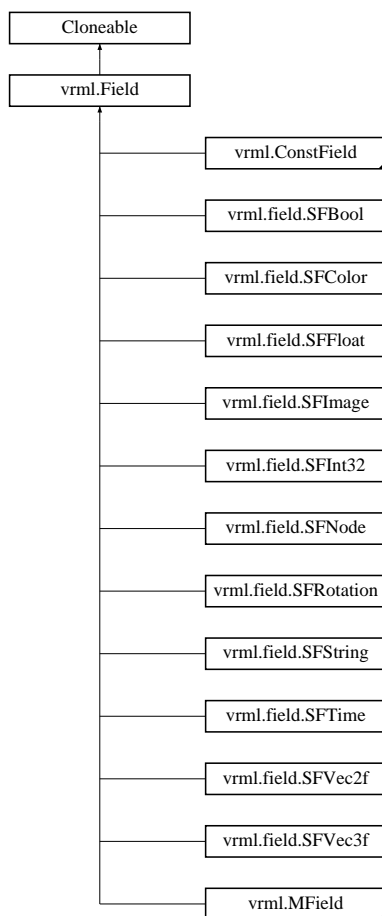 Cloneable
vrml.Field
vrml.ConstField
vrml.field.SFBool
vrml.field.SFColor
vrml.field.SFFloat
vrml.field.SFImage
vrml.field.SFInt32
vrml.field.SFNode
vrml.field.SFRotation
vrml.field.SFString
vrml.field.SFTime
vrml.field.SFVec2f
vrml.field.SFVec3f
vrml.MField